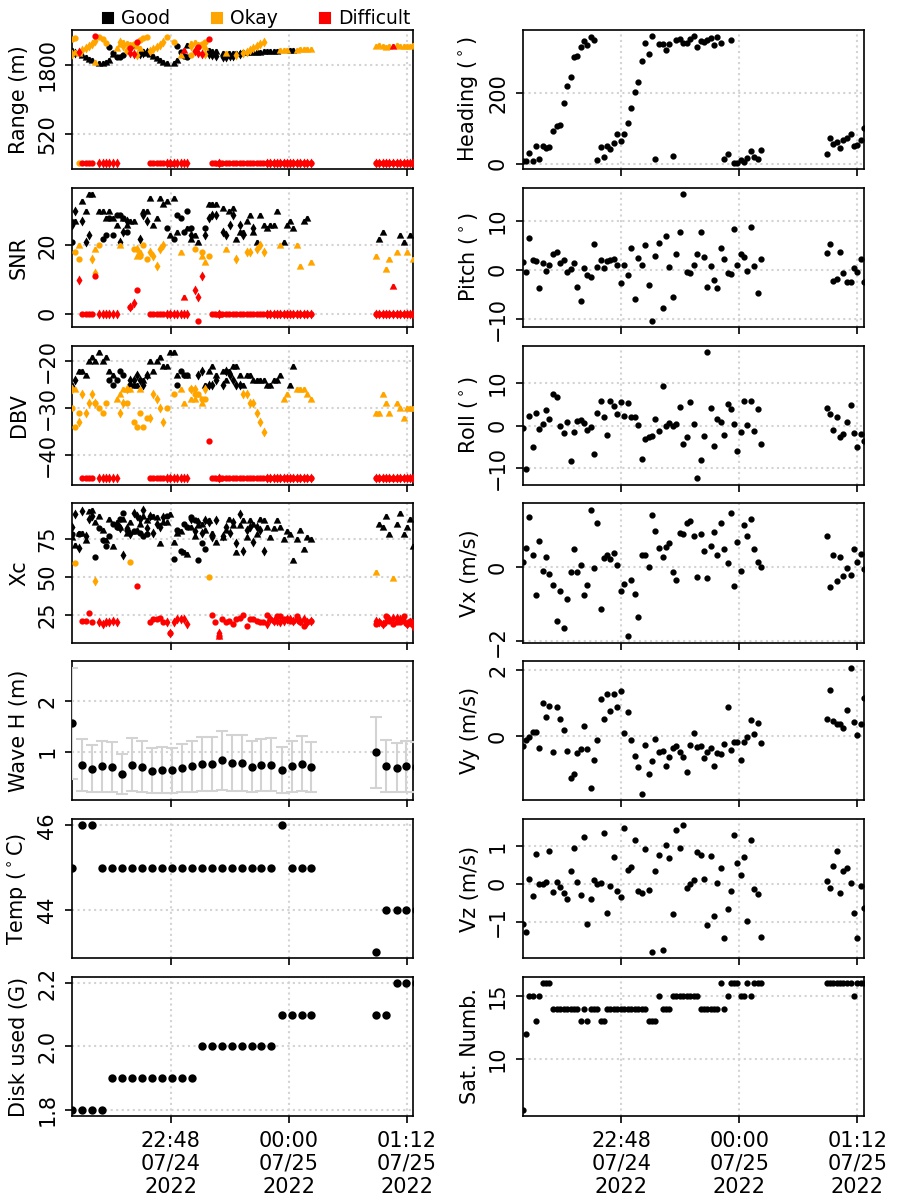 Good Okay Difficult
Range (m)
1800
520
Heading (°)
200
0
SNR
20
0
Pitch (°)
10
0
−10
DBV
−20
−30
−40
Roll (°)
10
0
−10
Xc
75
50
25
Vx (m/s)
0
−2
Wave H (m)
2
1
Vy (m/s)
2
0
Temp (°C)
46
44
Vz (m/s)
1
0
−1
Disk used (G)
2.2
2.0
1.9
1.8
Sat. Numb.
15
10
22:48 00:00 01:12
07/24 07/25 07/25
2022 2022 2022
22:48 00:00 01:12
07/24 07/25 07/25
2022 2022 2022